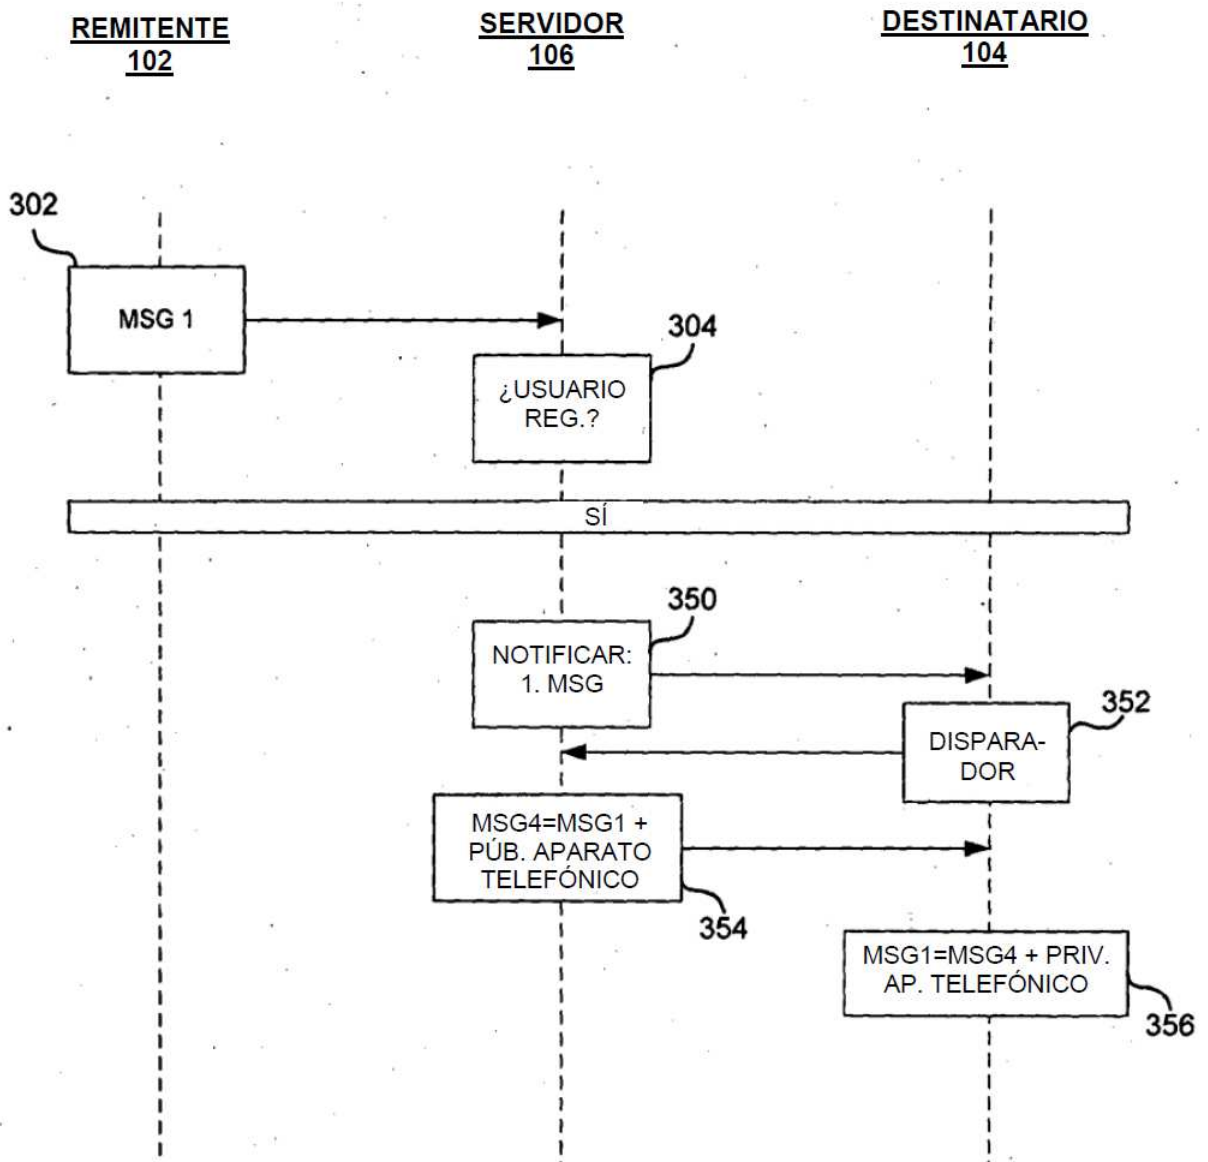 REMITENTE
102
SERVIDOR
106
DESTINATARIO
104
302
MSG 1
304
¿USUARIO
REG.?
SÍ
350
NOTIFICAR:
1. MSG
352
DISPARA-
DOR
MSG4=MSG1 +
PÚB. APARATO
TELEFÓNICO
354
MSG1=MSG4 + PRIV.
AP. TELEFÓNICO
356